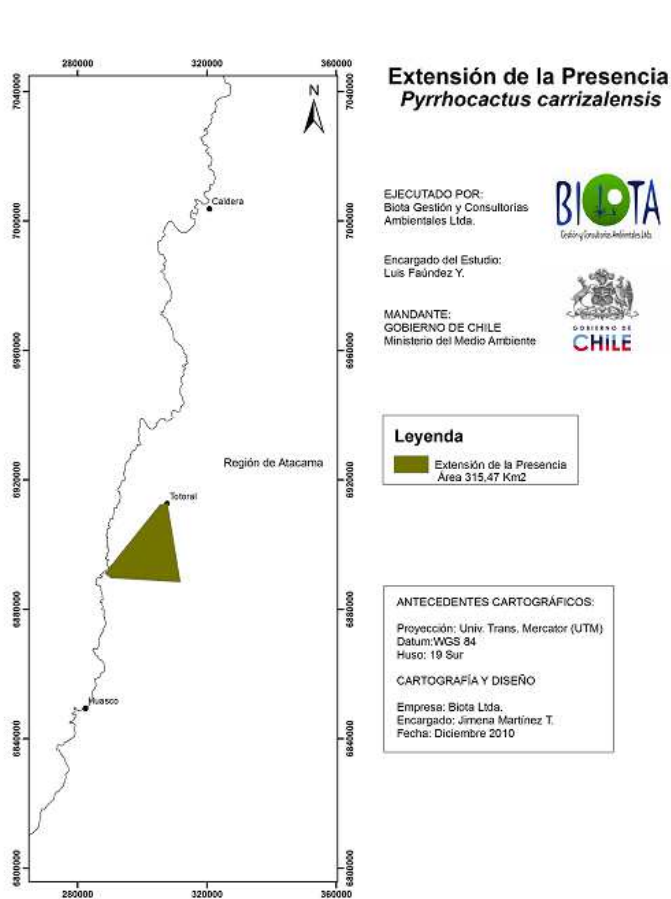 280000 320000 360000
7040000 7040000
N
Caldera
7000000 7000000
6960000 6960000
Región de Atacama
6920000 6920000
Totoral
6880000 6880000
Huasco
6840000 6840000
6800000 6800000
280000 320000 360000
Extensión de la Presencia
Pyrrhocactus carrizalensis
EJECUTADO POR:
Biota Gestión y Consultorias
Ambientales Ltda.
BIOTA
Gestión y Consultorías Ambientales Ltda.
Encargado del Estudio:
Luis Faúndez Y.
MANDANTE:
GOBIERNO DE CHILE
Ministerio del Medio Ambiente
GOBIERNO DE
CHILE
Leyenda
Extensión de la Presencia
Área 315,47 Km2
ANTECEDENTES CARTOGRÁFICOS:
Proyección: Univ. Trans. Mercator (UTM)
Datum:WGS 84
Huso: 19 Sur
CARTOGRAFÍA Y DISEÑO
Empresa: Biota Ltda.
Encargado: Jimena Martínez T.
Fecha: Diciembre 2010